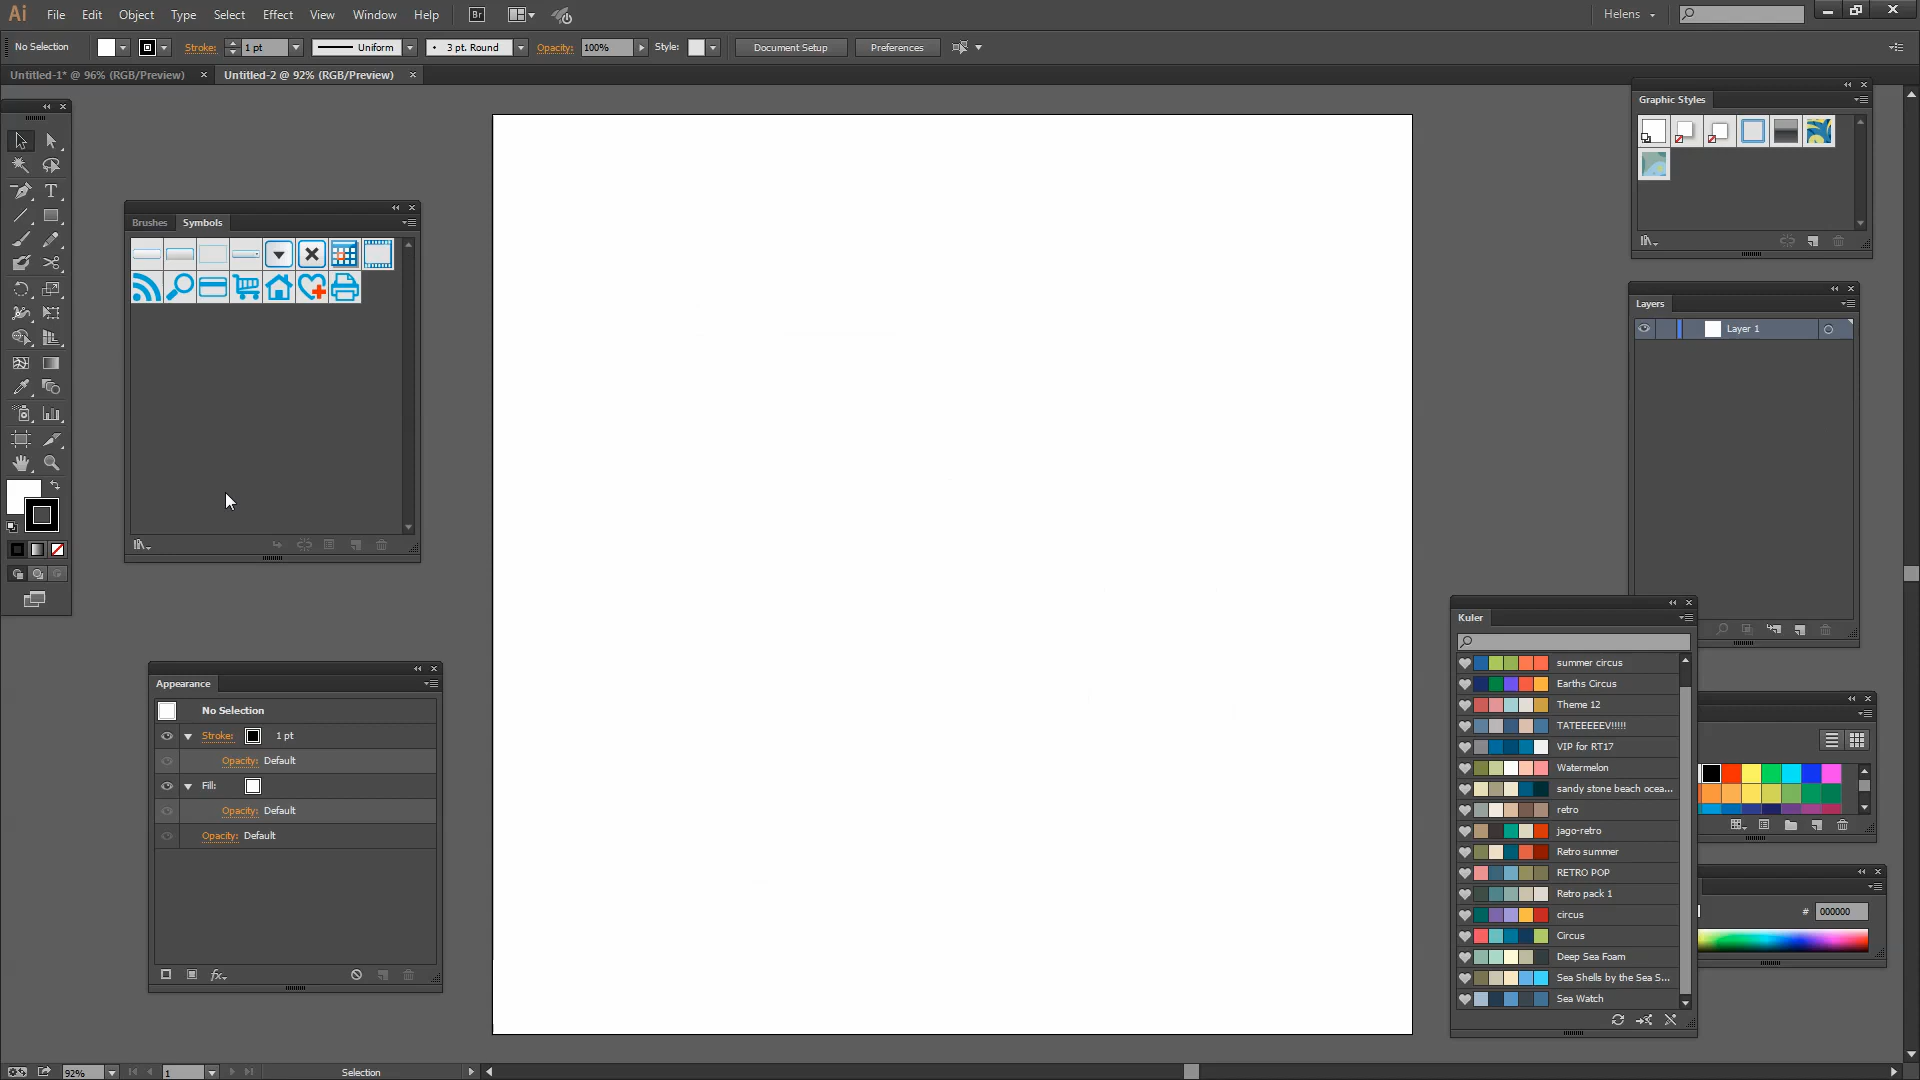 Ai File Edit Object Type Select Effect View Window Help Br Helens
No Selection Stroke: 1 pt Uniform 3 pt. Round Opacity: 100% Style: Document Setup Preferences
Untitled-1* @ 96% (RGB/Preview) Untitled-2 @ 92% (RGB/Preview)
Brushes Symbols
Appearance
No Selection
Stroke: 1 pt
Opacity: Default
Fill:
Opacity: Default
Opacity: Default
fx
Graphic Styles
Layers
Layer 1
Kuler
summer circus
Earths Circus
Theme 12
TATEEEEEV!!!!!
VIP for RT17
Watermelon
sandy stone beach ocea...
retro
jago-retro
Retro summer
RETRO POP
Retro pack 1
circus
Circus
Deep Sea Foam
Sea Shells by the Sea S...
Sea Watch
# 000000
92% 1 Selection